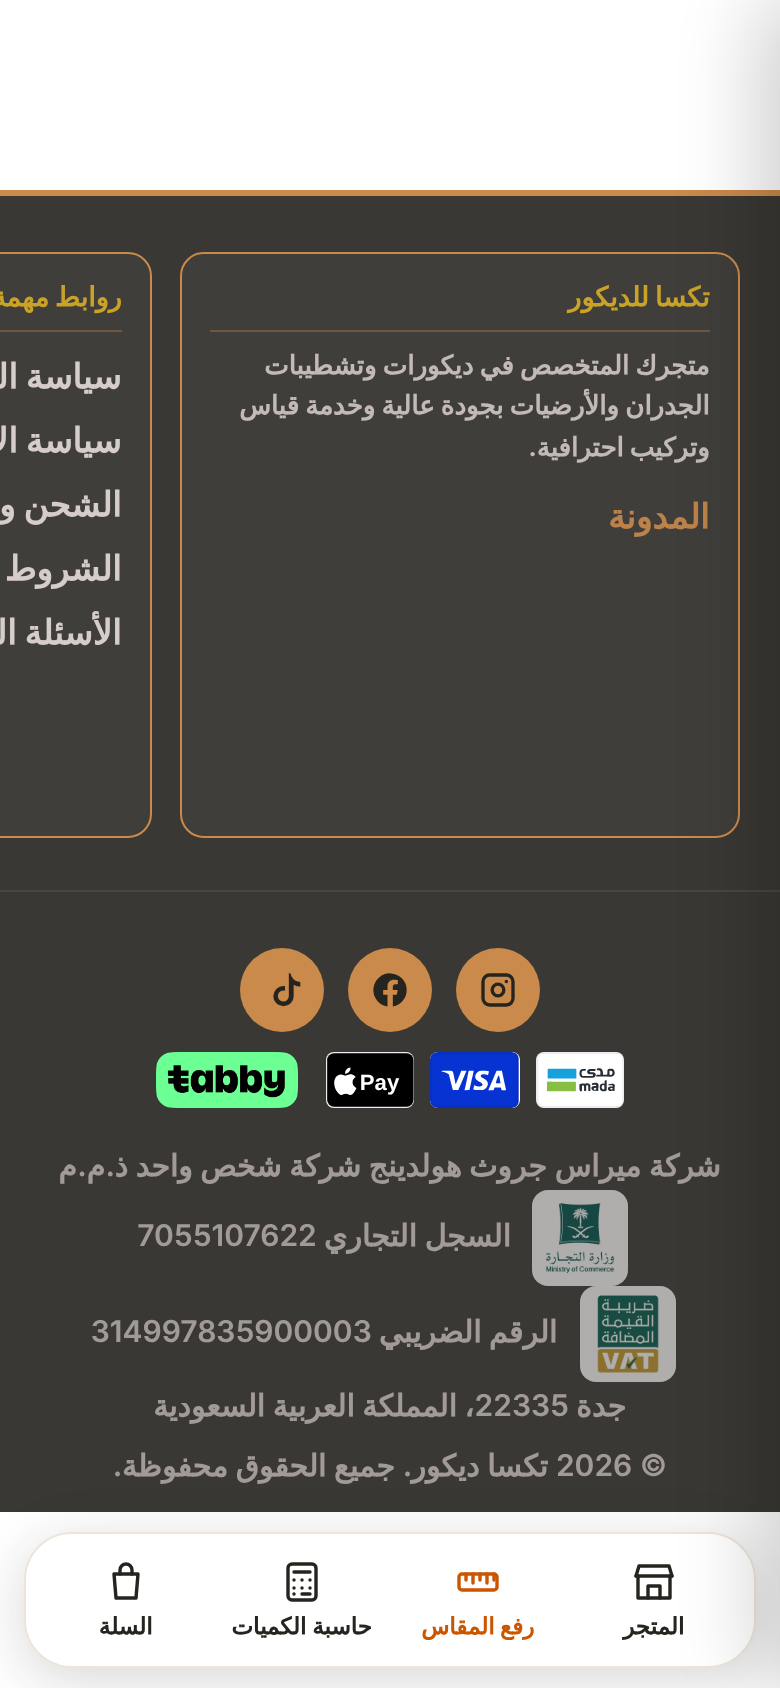 تكسا للديكور
متجرك المتخصص في ديكورات وتشطيبات
الجدران والأرضيات بجودة عالية وخدمة قياس
وتركيب احترافية.
المدونة
روابط مهمة
سياسة
سياسة
الشحن
الشروط
الأسئلة
tabby
Pay
VISA
مدى
mada
شركة ميراس جروث هولدينج شركة شخص واحد ذ.م.م
وزارة التجارة
Ministry of Commerce
السجل التجاري 7055107622
ضريبة
القيمة
المضافة
VAT
الرقم الضريبي 314997835900003
جدة 22335، المملكة العربية السعودية
© 2026 تكسا ديكور. جميع الحقوق محفوظة.
المتجر
رفع المقاس
حاسبة الكميات
السلة